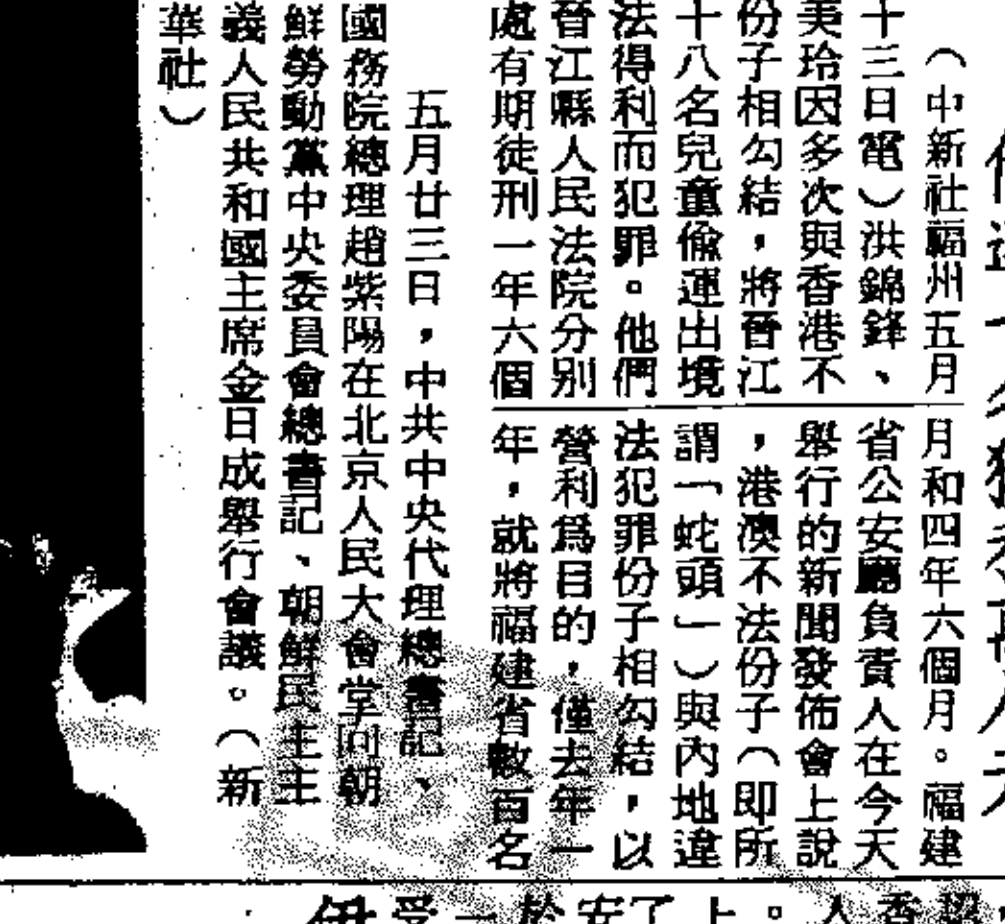 （中新社福州五月
十三日電）洪錦鋒、
美玲因多次與香港不
份子相勾結，將晉江
十八名兒童偷運出境
法得利而犯罪。他們
晉江縣人民法院分別
處有期徒刑一年六個
月和四年六個月。福建
省公安廳負責人在今天
舉行的新聞發佈會上說
，港澳不法份子（即所
謂「蛇頭」）與內地違
法犯罪份子相勾結，以
營利爲目的，僅去年一
年，就將福建省數百名
五月廿三日，中共中央代理總書記、
國務院總理趙紫陽在北京人民大會堂同朝
鮮勞動黨中央委員會總書記、朝鮮民主主
義人民共和國主席金日成舉行會議。（新
華社）